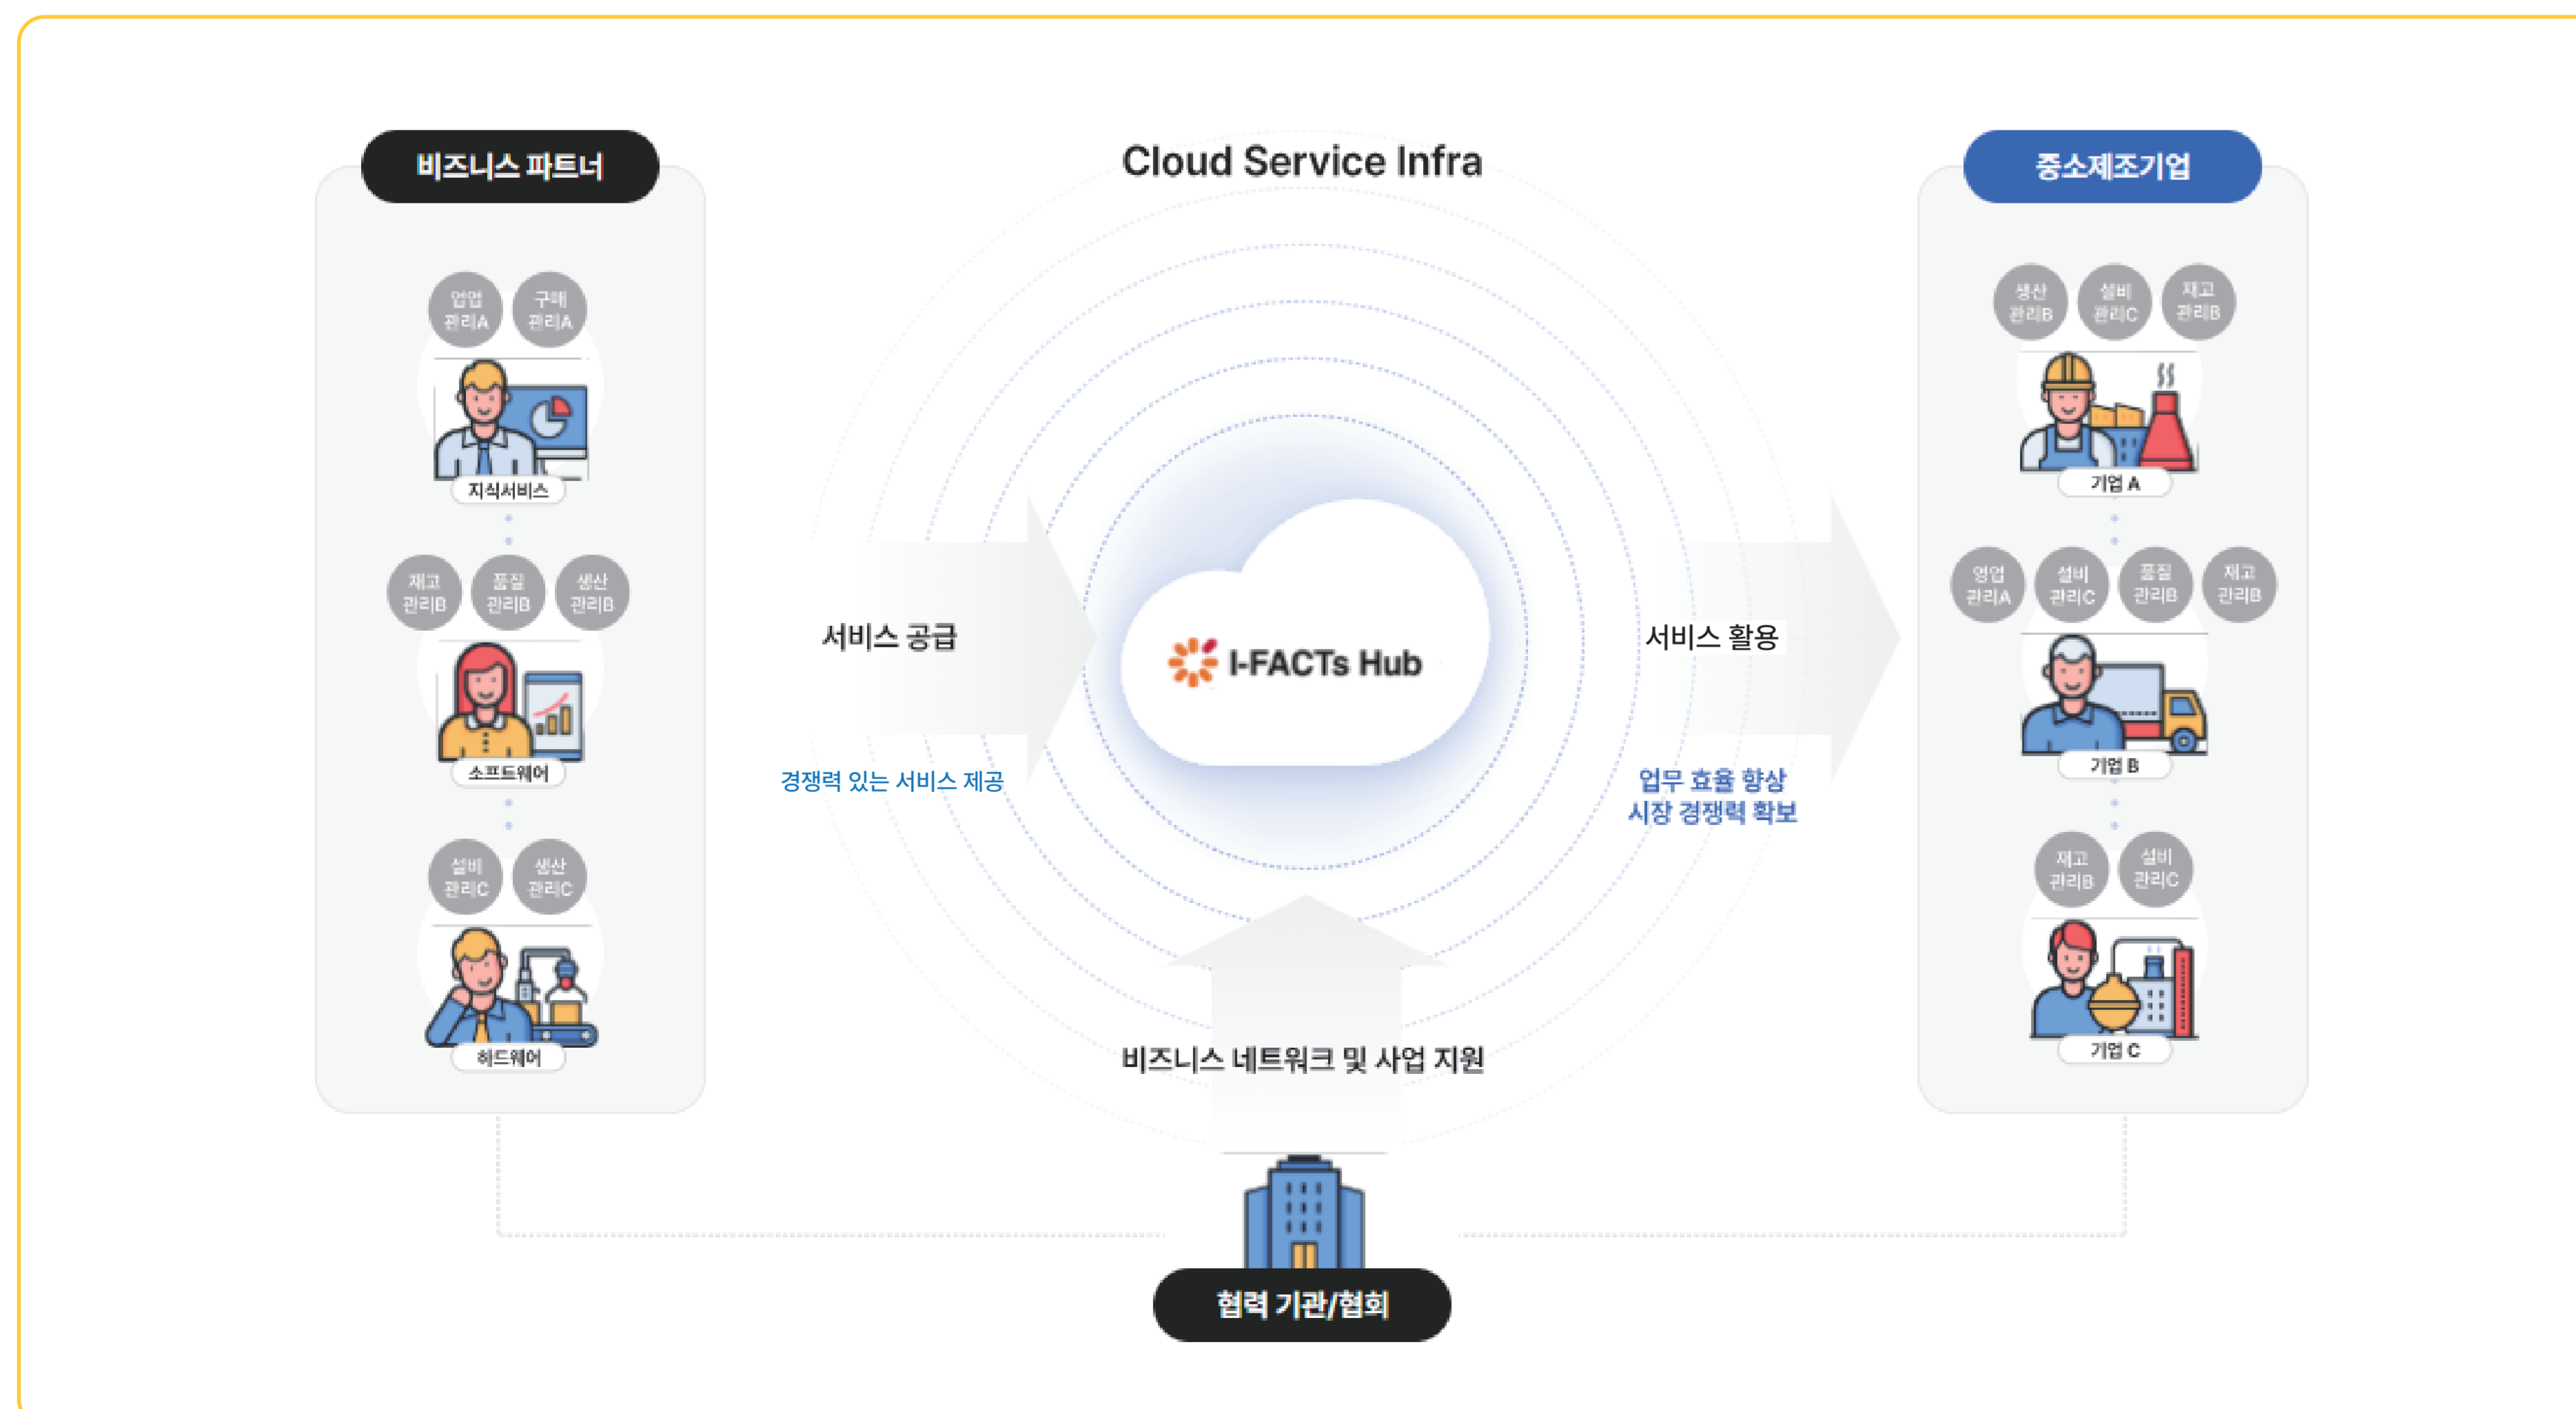 비즈니스 파트너
업업
관리A
구매
관리A
지식서비스
재고
관리B
품질
관리B
생산
관리B
소프트웨어
설비
관리C
생산
관리C
하드웨어
Cloud Service Infra
서비스 공급
경쟁력 있는 서비스 제공
I-FACTs Hub
서비스 활용
업무 효율 향상
시장 경쟁력 확보
비즈니스 네트워크 및 사업 지원
협력 기관/협회
중소제조기업
생산
관리B
설비
관리C
재고
관리B
기업 A
영업
관리A
설비
관리C
품질
관리B
재고
관리B
기업 B
재고
관리B
설비
관리C
기업 C